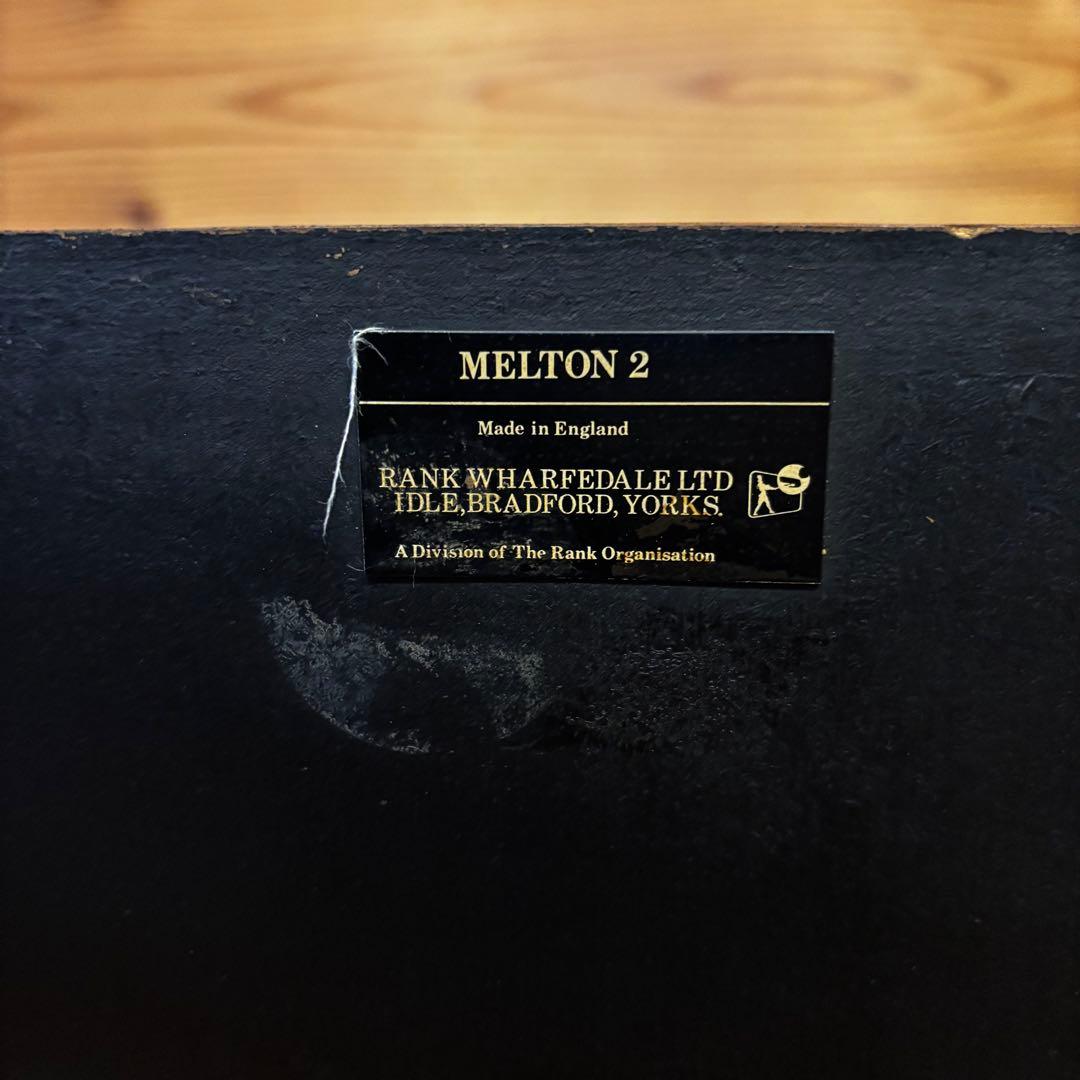 MELTON 2
Made in England
RANK WHARFEDALE LTD
IDLE, BRADFORD, YORKS.
A Division of The Rank Organisation